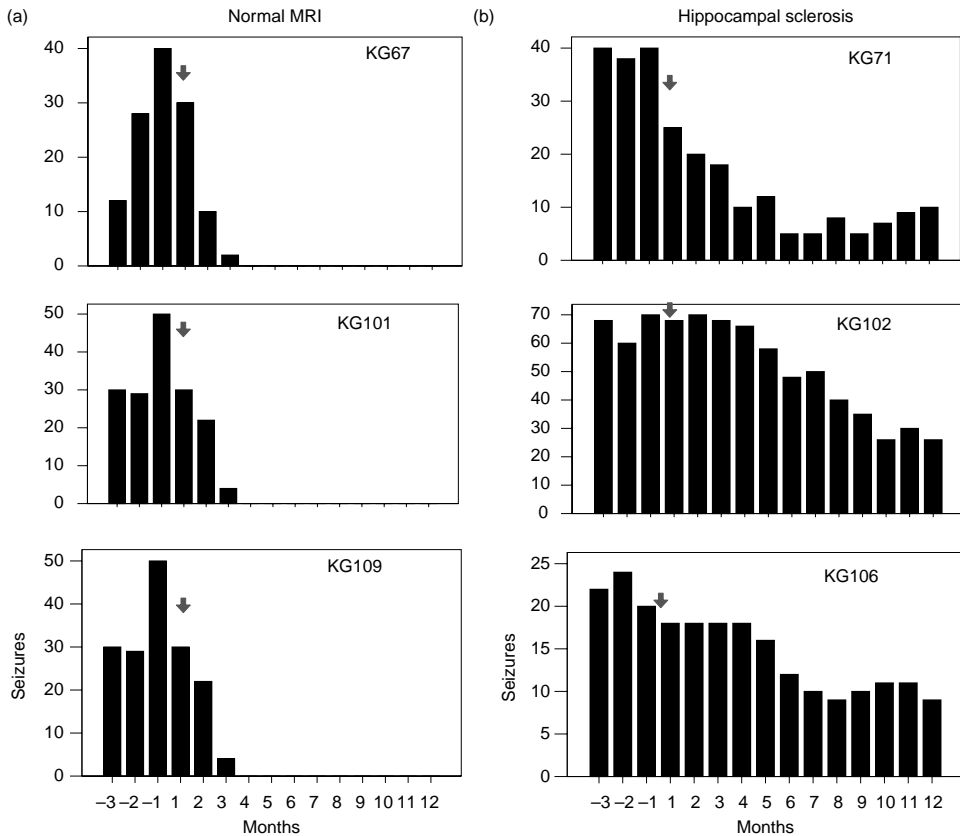 (a)
Normal MRI
KG67
40
30
20
10
0
KG101
50
40
30
20
10
0
KG109
50
40
30
20
10
0
Seizures
–3 –2 –1 1 2 3 4 5 6 7 8 9 10 11 12
Months
(b)
Hippocampal sclerosis
KG71
40
30
20
10
0
KG102
70
60
50
40
30
20
10
0
KG106
25
20
15
10
5
0
Seizures
–3 –2 –1 1 2 3 4 5 6 7 8 9 10 11 12
Months